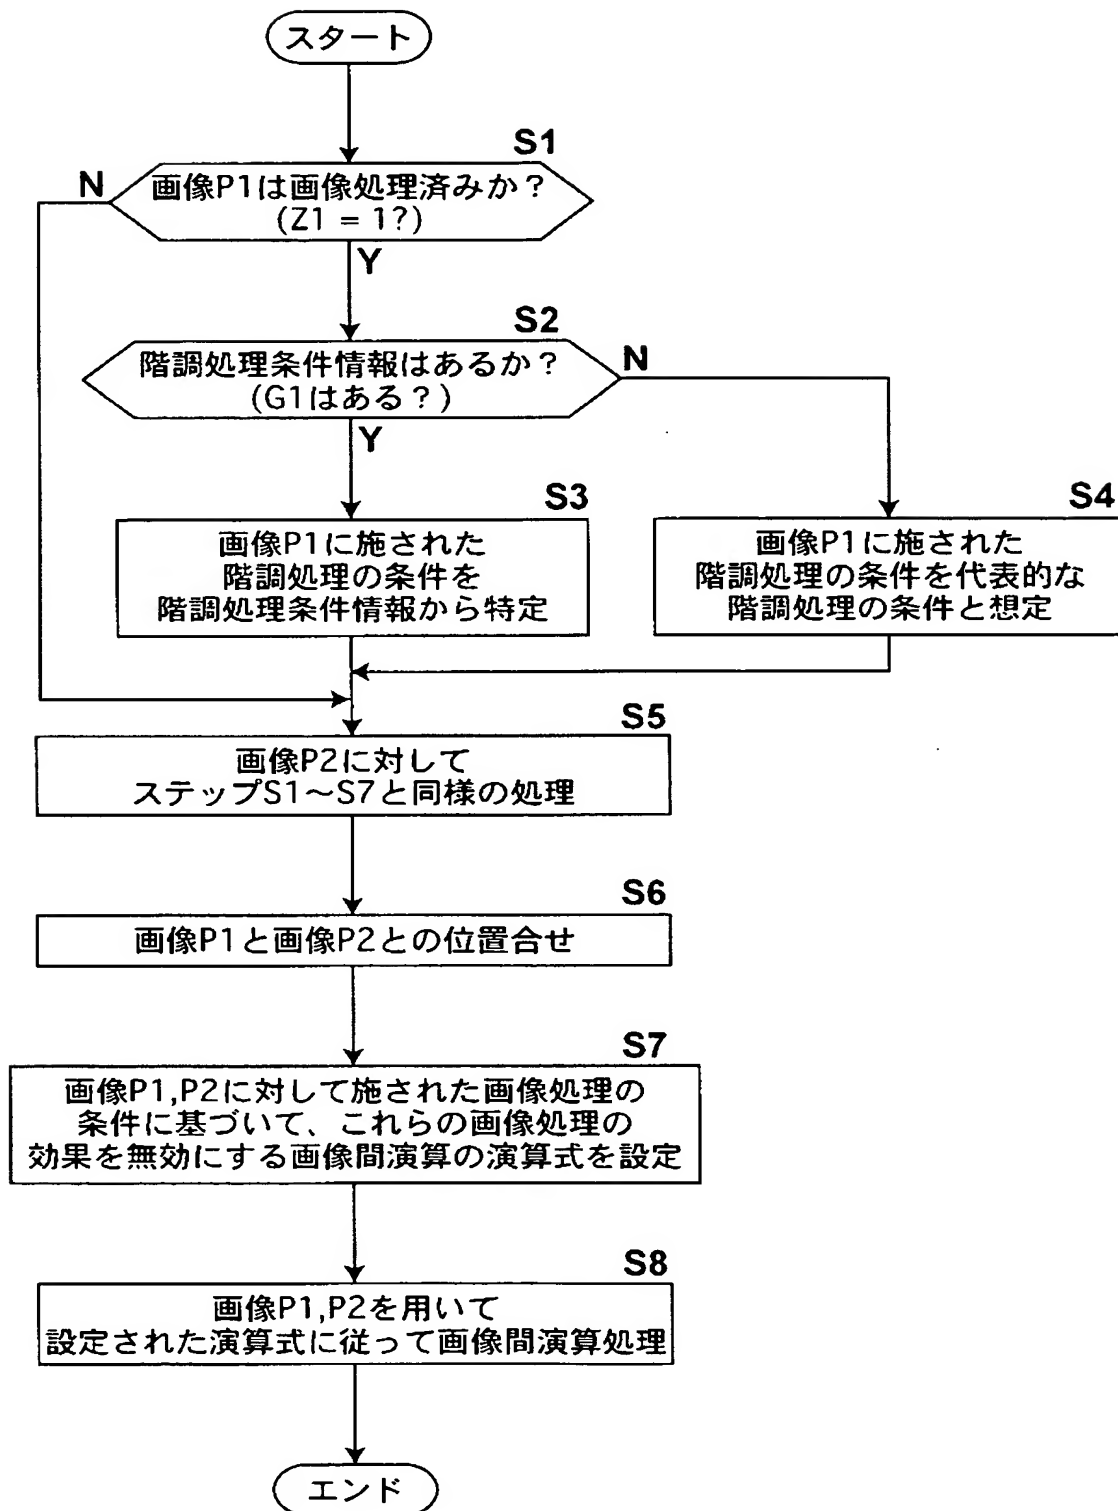 スタート
S1
N
画像P1は画像処理済みか?
(Z1 = 1?)
Y
S2
階調処理条件情報はあるか?
(G1はある?)
N
Y
S3
画像P1に施された
階調処理の条件を
階調処理条件情報から特定
S4
画像P1に施された
階調処理の条件を代表的な
階調処理の条件と想定
S5
画像P2に対して
ステップS1～S7と同様の処理
S6
画像P1と画像P2との位置合せ
S7
画像P1,P2に対して施された画像処理の
条件に基づいて、これらの画像処理の
効果を無効にする画像間演算の演算式を設定
S8
画像P1,P2を用いて
設定された演算式に従って画像間演算処理
エンド